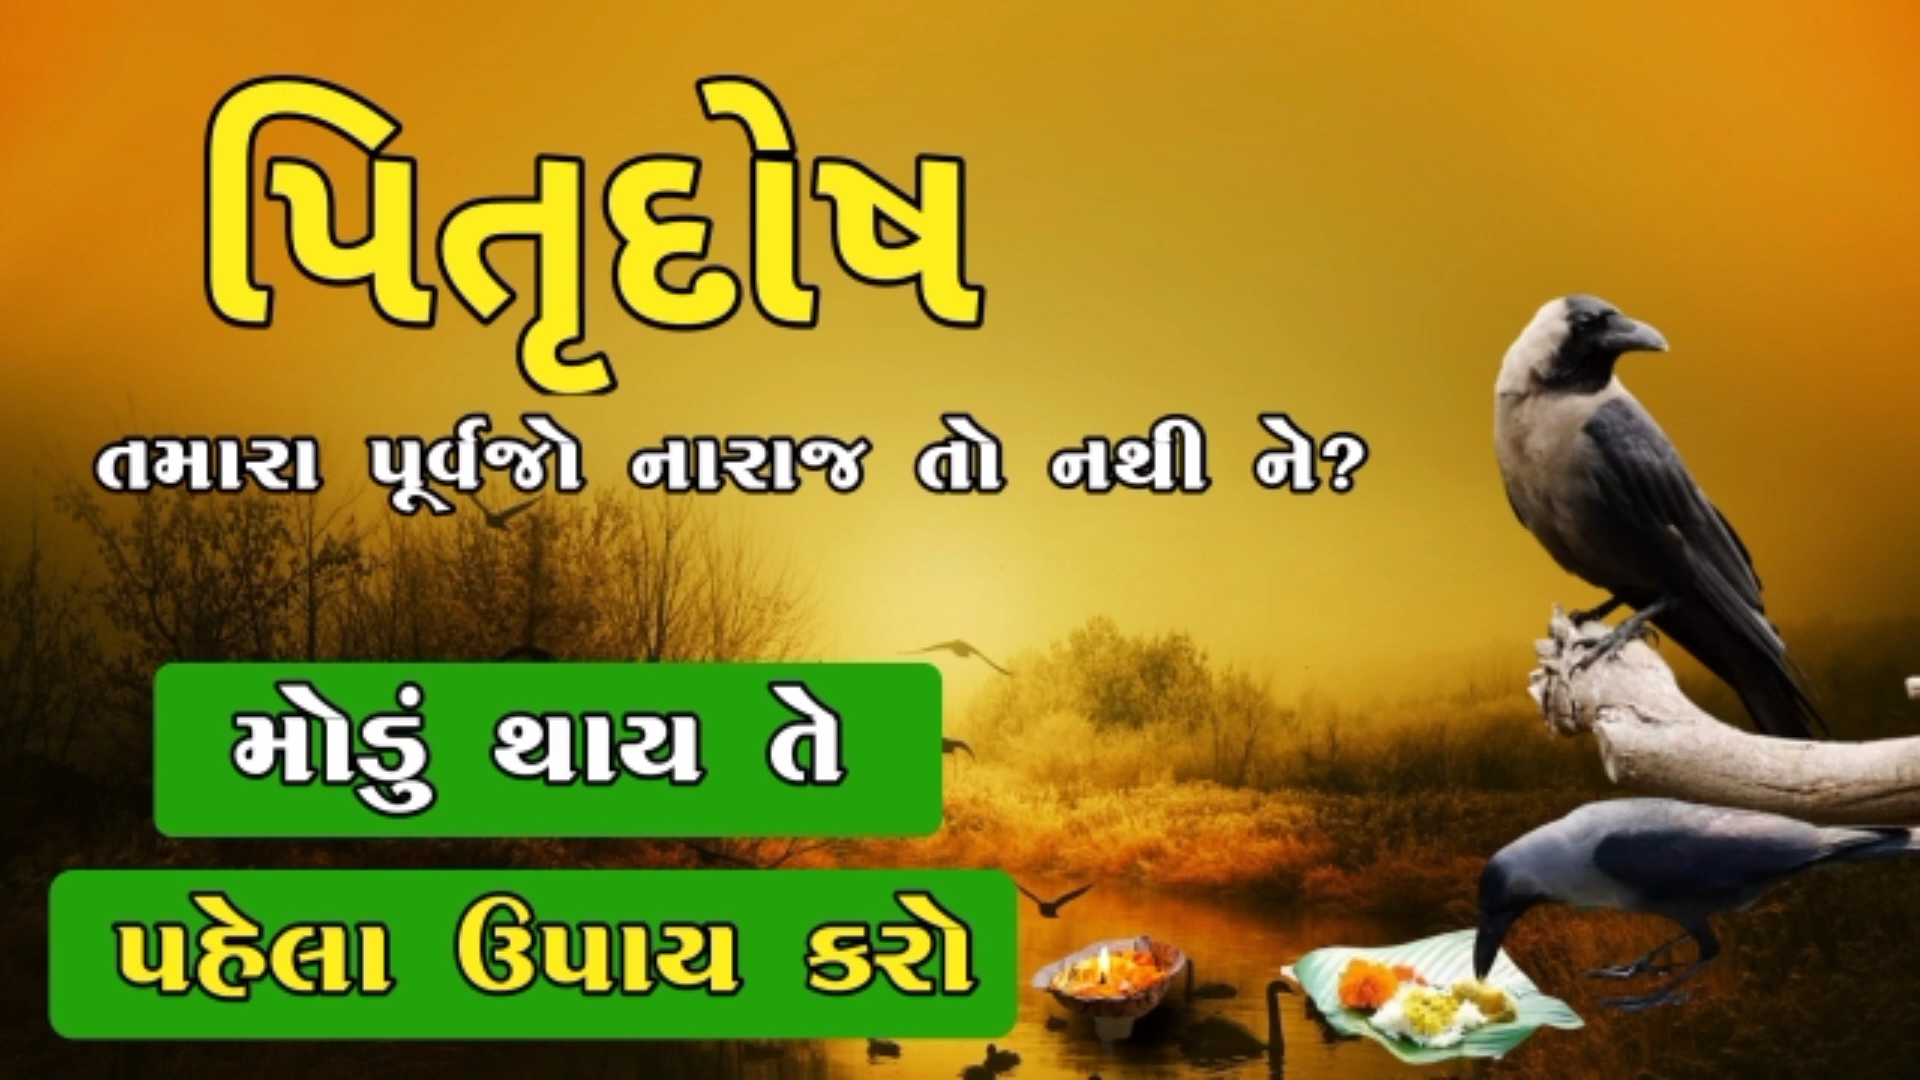 પિતૃદોષ
તમારા પૂર્વજો નારાજ તો નથી ને?
મોડું થાય તે
પહેલા ઉપાય કરો